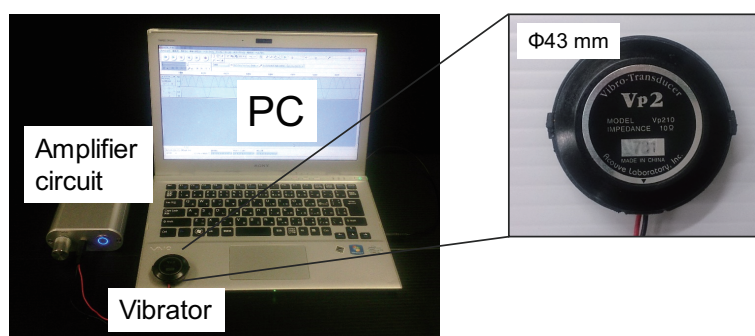 Φ43 mm
PC
Amplifier
circuit
Vibrator
Vibro-Transducer
Vp2
MODEL Vp210
IMPEDANCE 10Ω
MADE IN CHINA
Acouve Laboratory, Inc.
VAIO